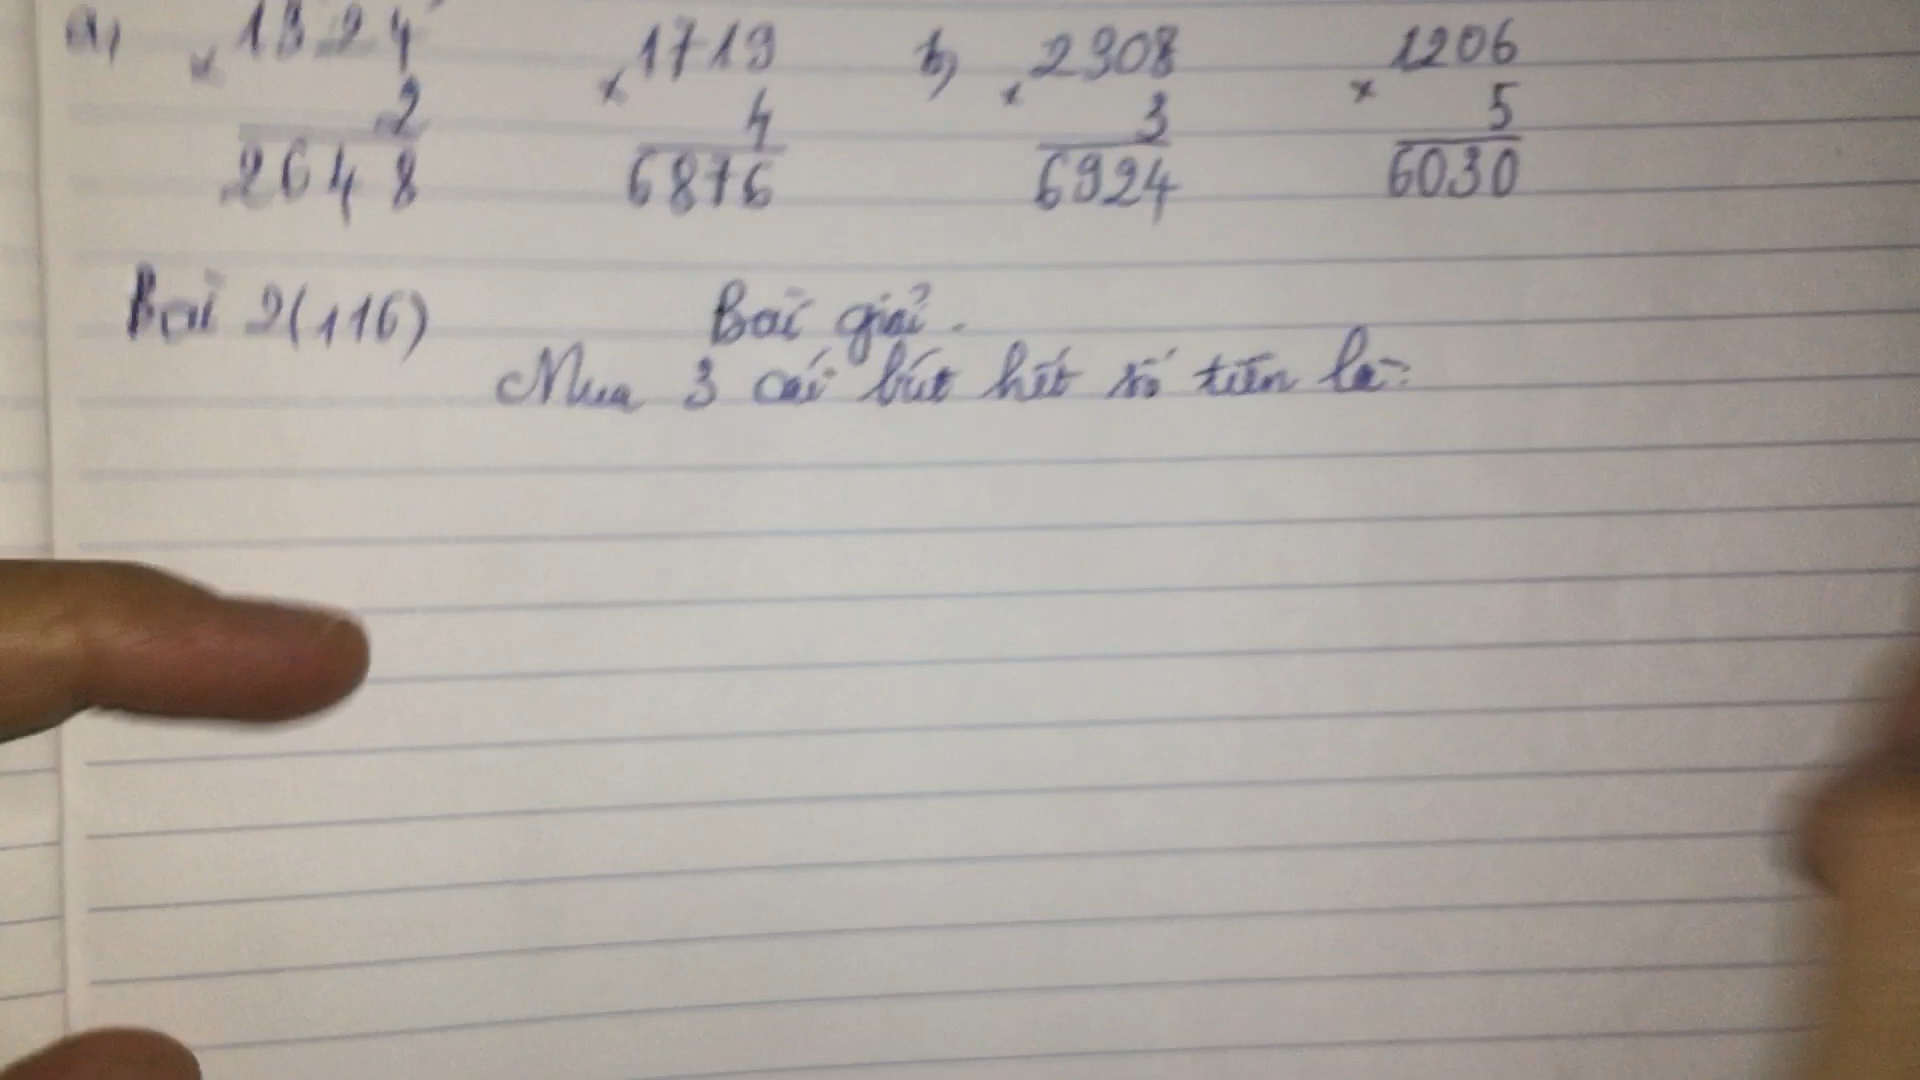 a, × 1324 × 1719 b, × 2308 × 1206
2 4 3 5
2648 6876 6924 6030
Bài 2(116) Bài giải.
Mua 3 cái bút hết số tiền là: